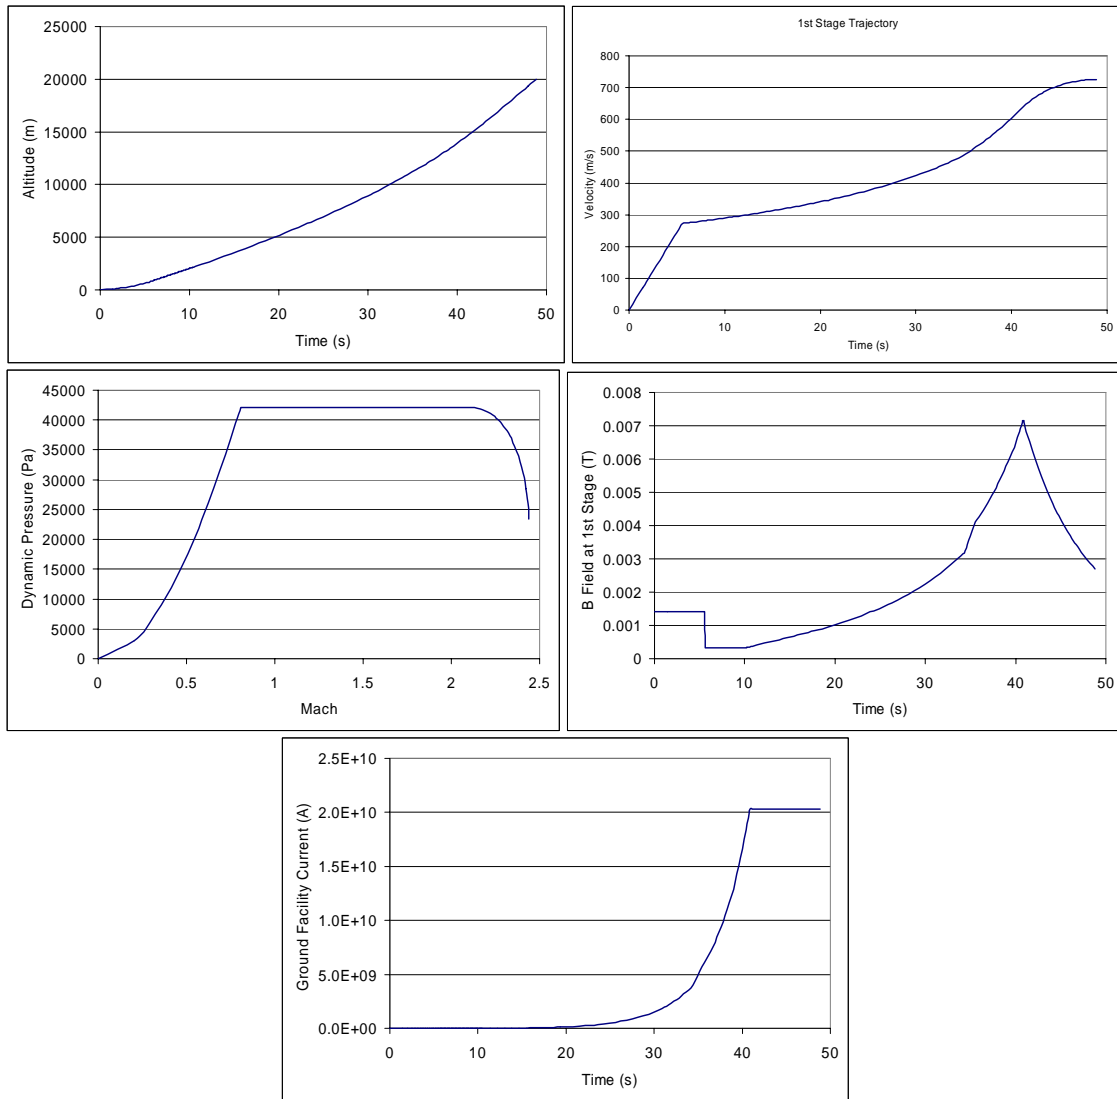 25000
20000
15000
10000
5000
0
Altitude (m)
0 10 20 30 40 50
Time (s)
1st Stage Trajectory
800
700
600
500
400
300
200
100
0
Velocity (m/s)
0 10 20 30 40 50
Time (s)
45000
40000
35000
30000
25000
20000
15000
10000
5000
0
Dynamic Pressure (Pa)
0 0.5 1 1.5 2 2.5
Mach
0.008
0.007
0.006
0.005
0.004
0.003
0.002
0.001
0
B Field at 1st Stage (T)
0 10 20 30 40 50
Time (s)
2.5E+10
2.0E+10
1.5E+10
1.0E+10
5.0E+09
0.0E+00
Ground Facility Current (A)
0 10 20 30 40 50
Time (s)